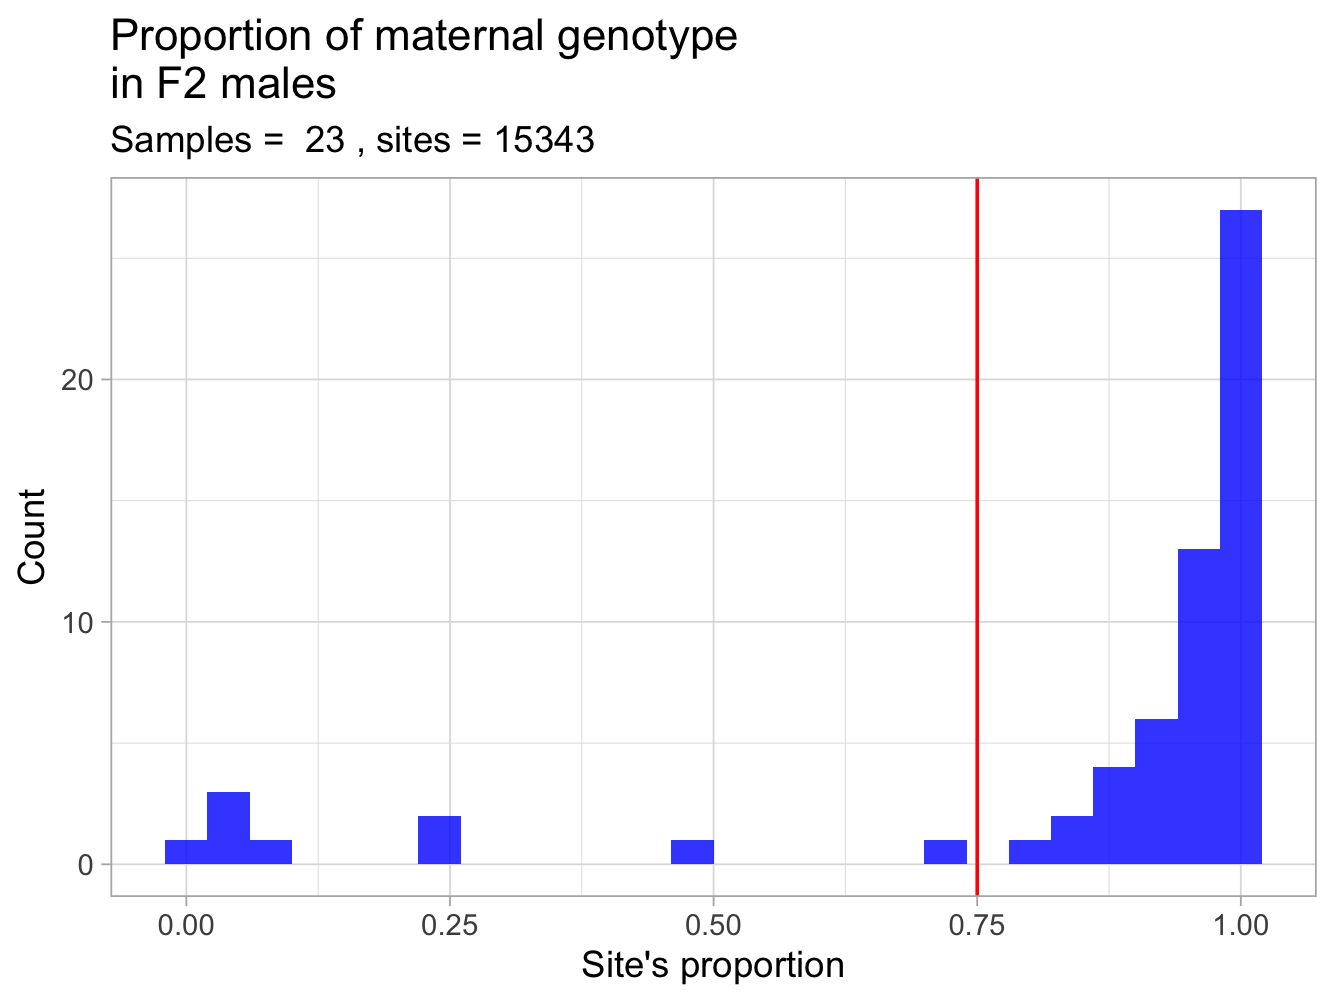 Proportion of maternal genotype
in F2 males
Samples =  23 , sites = 15343
Count
20
10
0
0.00
0.25
0.50
0.75
1.00
Site's proportion